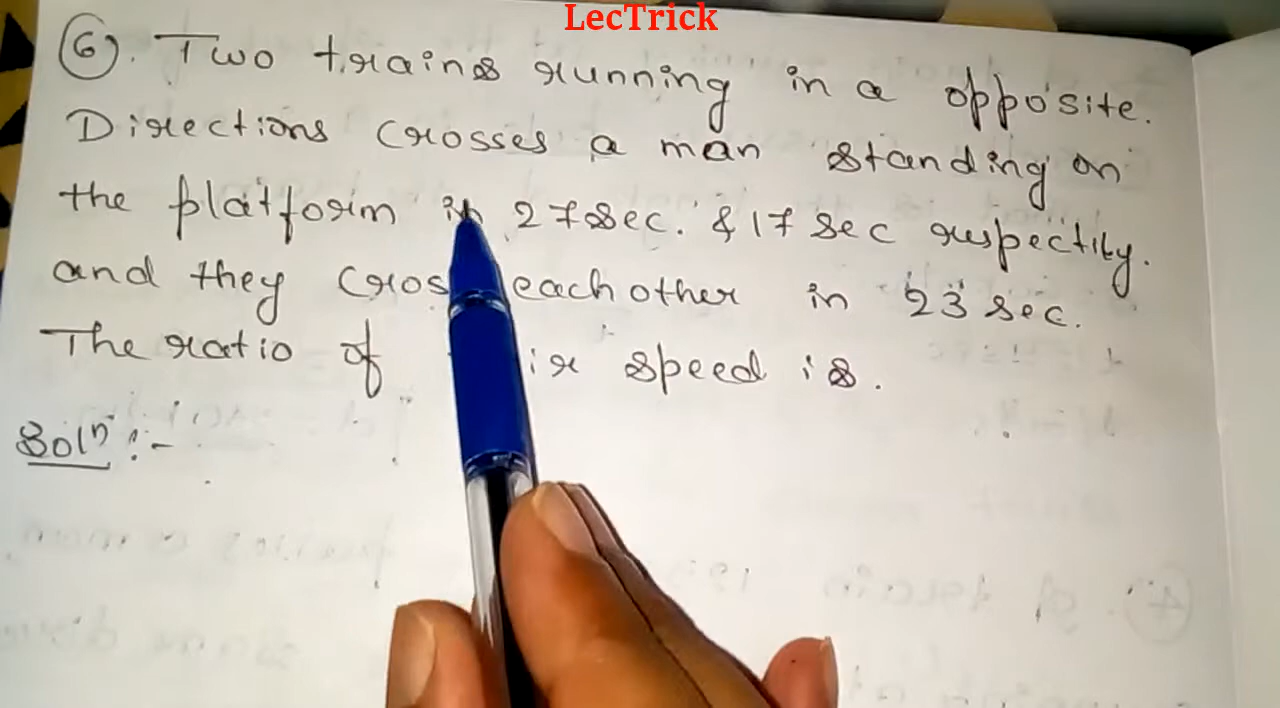 LecTrick
6. Two trains running in a opposite.
Directions crosses a man standing on
the platform in 27 sec. & 17 sec respectily.
and they cross each other in 23 sec.
The ratio of speed is.
Solⁿ :-